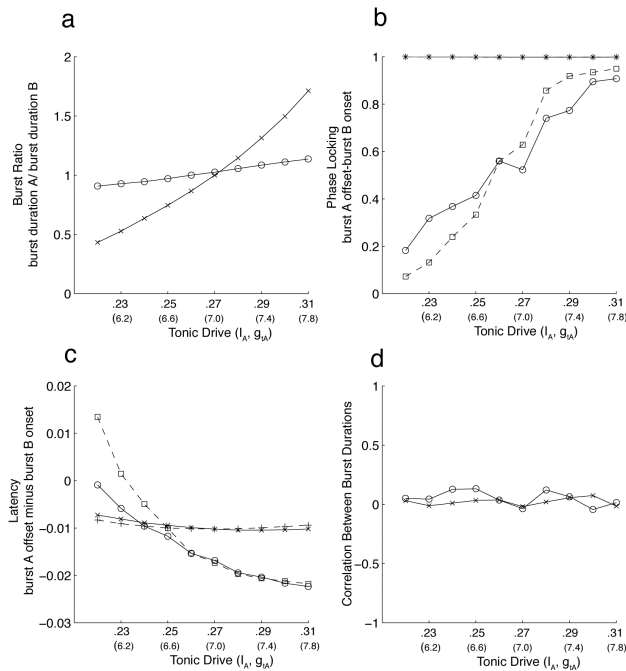 a
2
1.5
1
0.5
0
Burst Ratio
burst duration A/ burst duration B
.23 .25 .27 .29 .31
(6.2) (6.6) (7.0) (7.4) (7.8)
Tonic Drive (I_A, g_tA)
b
1
0.8
0.6
0.4
0.2
0
Phase Locking
burst A offset-burst B onset
.23 .25 .27 .29 .31
(6.2) (6.6) (7.0) (7.4) (7.8)
Tonic Drive (I_A, g_tA)
c
0.02
0.01
0
−0.01
−0.02
−0.03
Latency
burst A offset minus burst B onset
.23 .25 .27 .29 .31
(6.2) (6.6) (7.0) (7.4) (7.8)
Tonic Drive (I_A, g_tA)
d
1
0.5
0
−0.5
−1
Correlation Between Burst Durations
.23 .25 .27 .29 .31
(6.2) (6.6) (7.0) (7.4) (7.8)
Tonic Drive (I_A, g_tA)